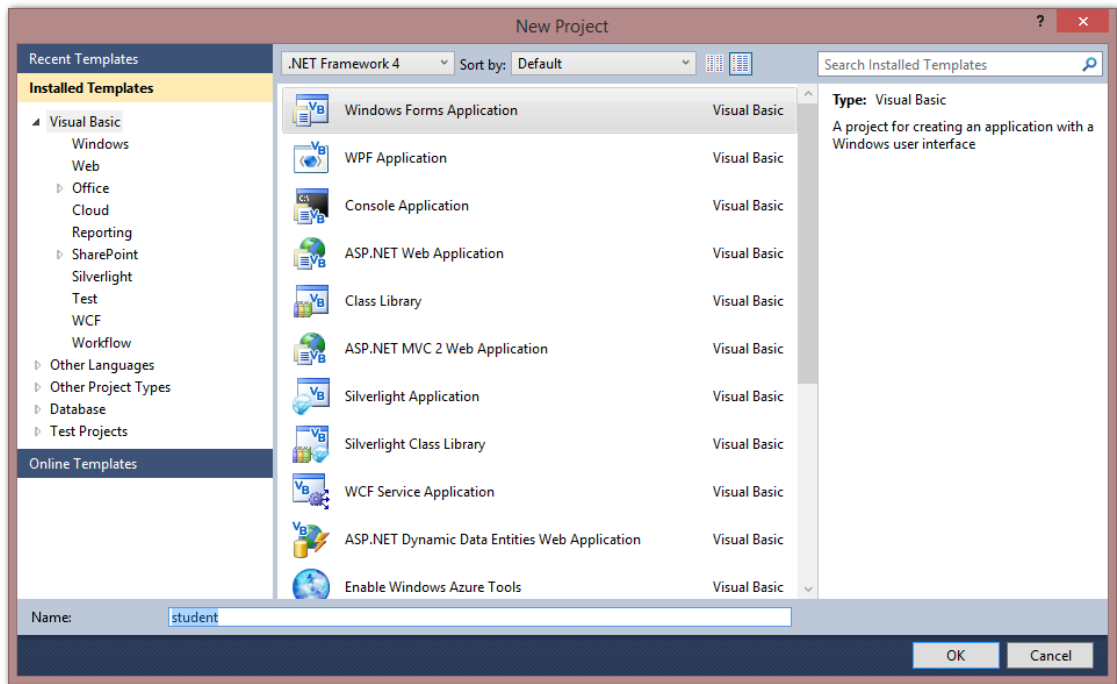 New Project
?
Recent Templates
Installed Templates
Visual Basic
Windows
Web
Office
Cloud
Reporting
SharePoint
Silverlight
Test
WCF
Workflow
Other Languages
Other Project Types
Database
Test Projects
Online Templates
.NET Framework 4 Sort by: Default
Windows Forms Application Visual Basic
WPF Application Visual Basic
Console Application Visual Basic
ASP.NET Web Application Visual Basic
Class Library Visual Basic
ASP.NET MVC 2 Web Application Visual Basic
Silverlight Application Visual Basic
Silverlight Class Library Visual Basic
WCF Service Application Visual Basic
ASP.NET Dynamic Data Entities Web Application Visual Basic
Enable Windows Azure Tools Visual Basic
Search Installed Templates
Type: Visual Basic
A project for creating an application with a
Windows user interface
Name: student
OK Cancel